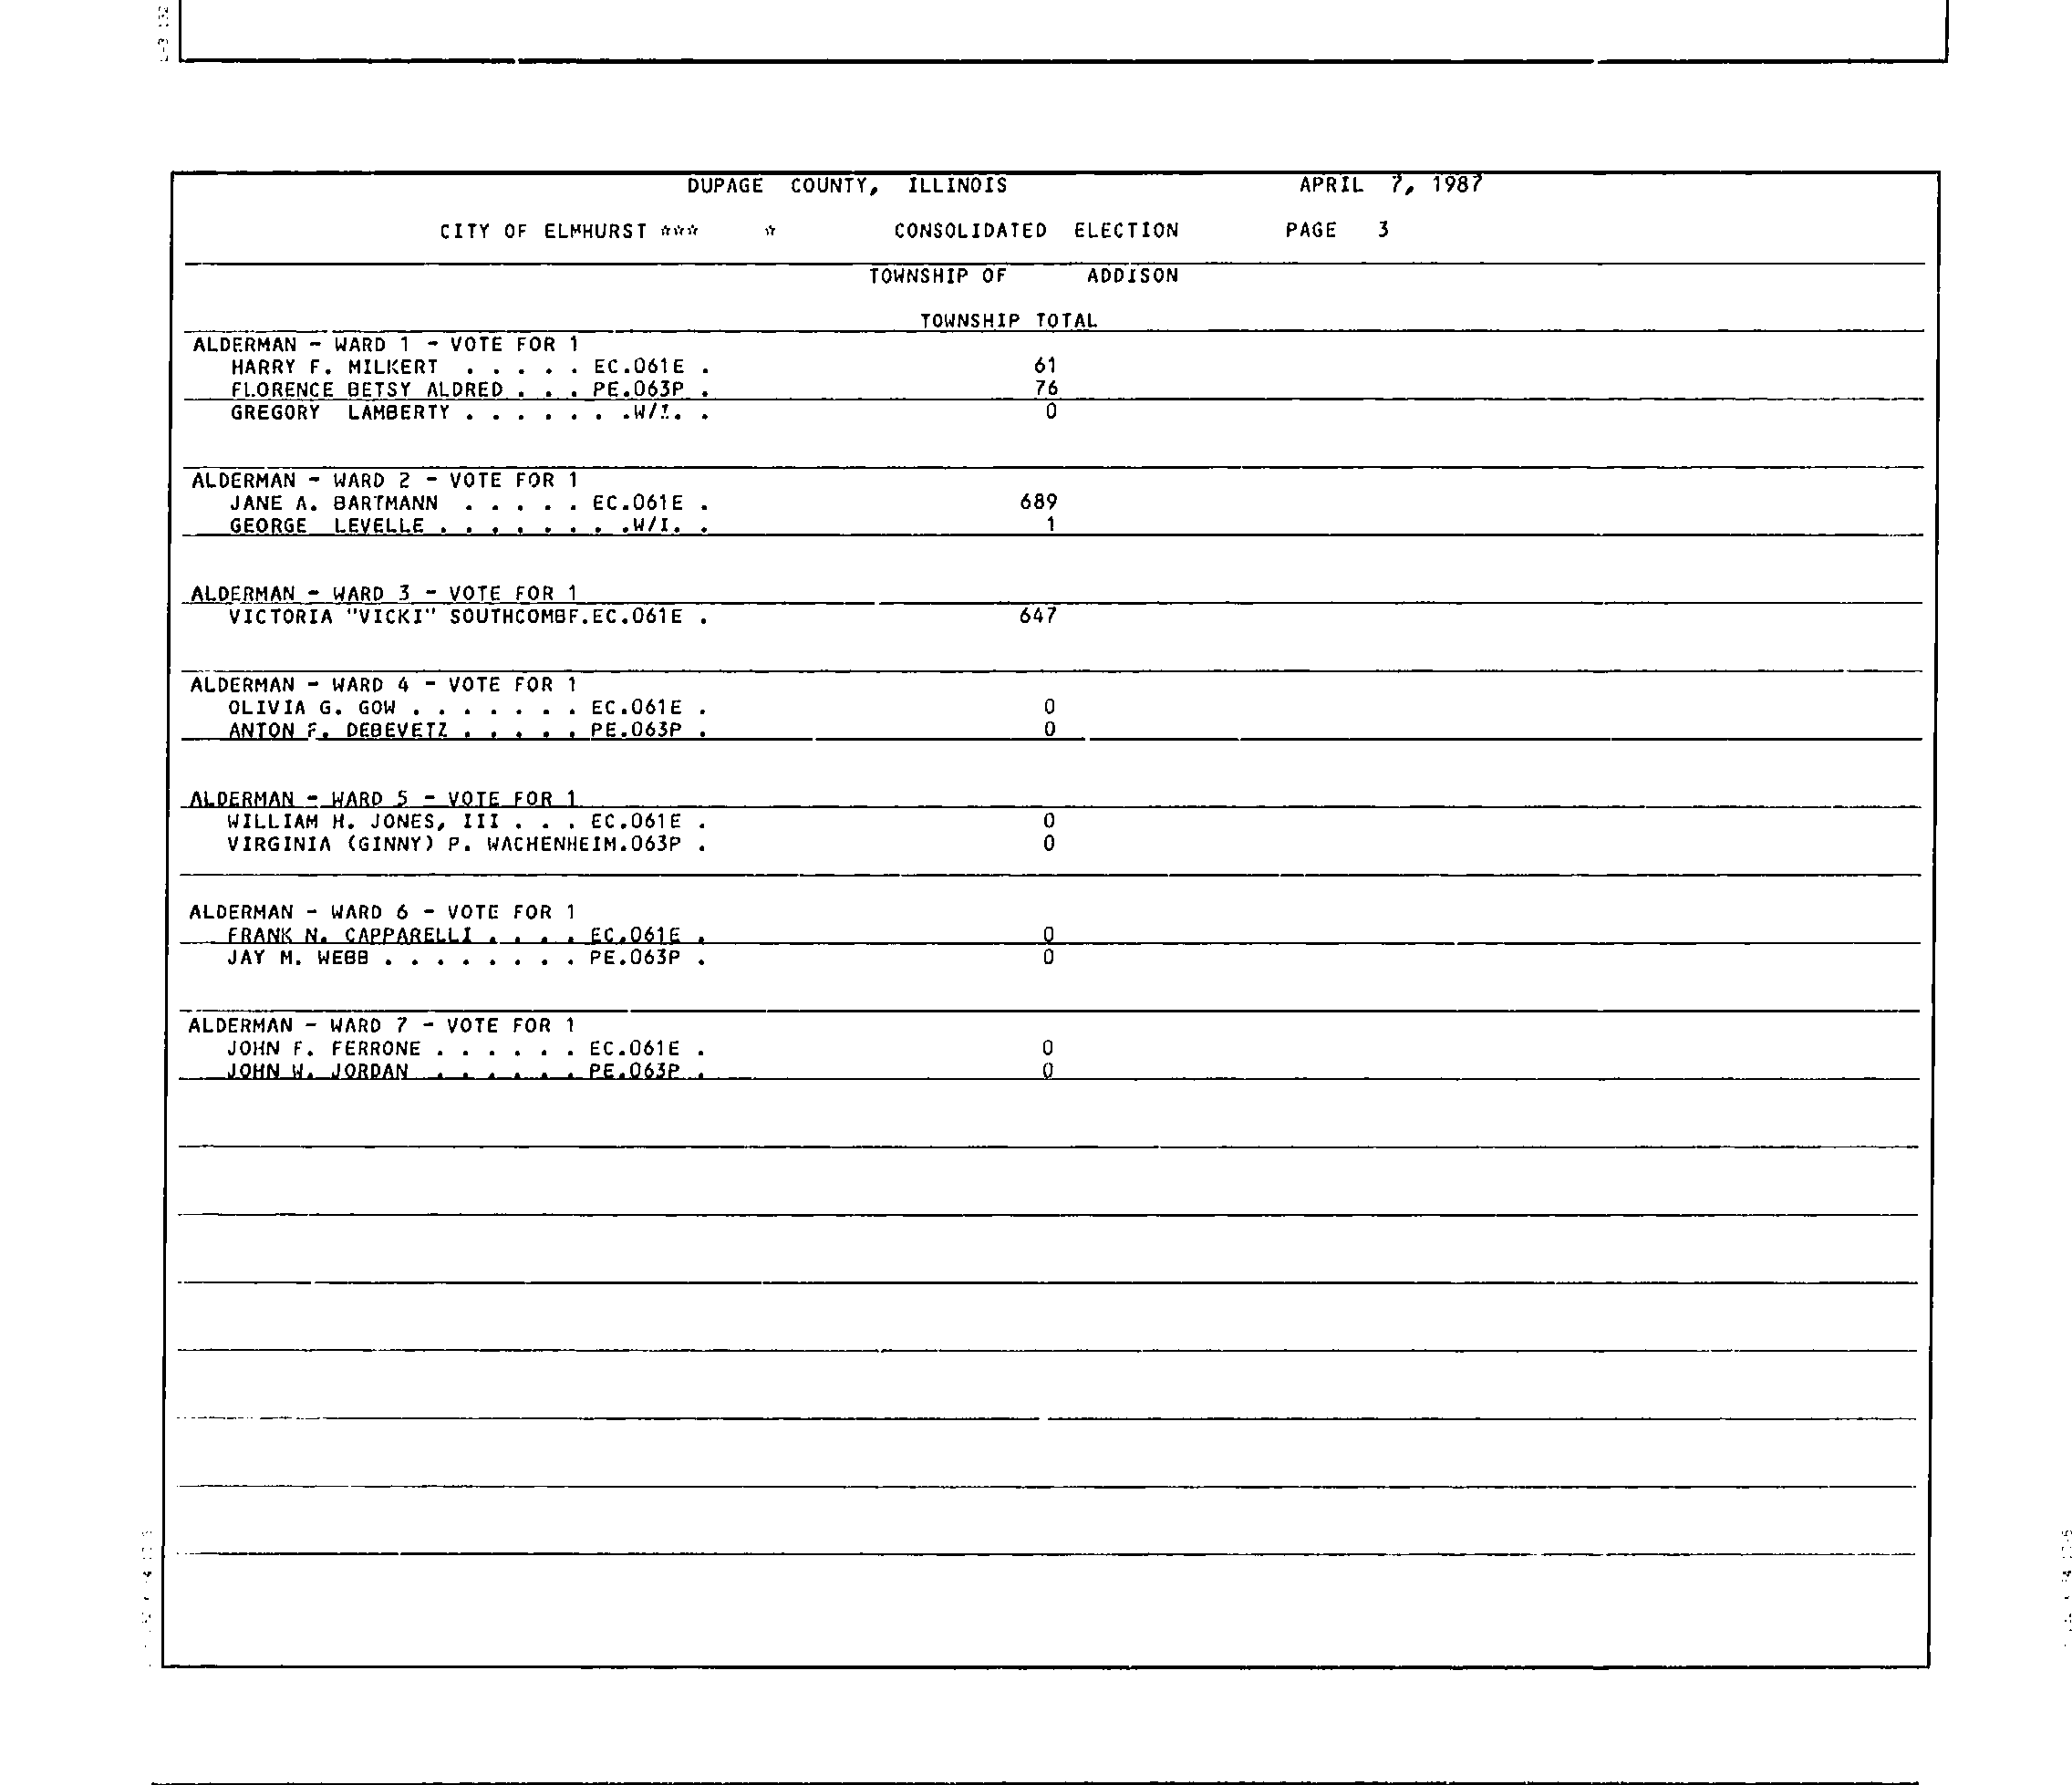 DUPAGE COUNTY, ILLINOIS APRIL 7, 1987
CITY OF ELMHURST *** * CONSOLIDATED ELECTION PAGE 3
TOWNSHIP OF ADDISON
TOWNSHIP TOTAL
ALDERMAN - WARD 1 - VOTE FOR 1
HARRY F. MILKERT . . . . . EC.061E . 61
FLORENCE BETSY ALDRED . . . PE.063P . 76
GREGORY LAMBERTY . . . . . . .W/I. . 0
ALDERMAN - WARD 2 - VOTE FOR 1
JANE A. BARTMANN . . . . . EC.061E . 689
GEORGE LEVELLE . . . . . . . .W/I. . 1
ALDERMAN - WARD 3 - VOTE FOR 1
VICTORIA "VICKI" SOUTHCOMBF.EC.061E . 647
ALDERMAN - WARD 4 - VOTE FOR 1
OLIVIA G. GOW . . . . . . . EC.061E . 0
ANTON F. DEBEVETZ . . . . . PE.063P . 0
ALDERMAN - WARD 5 - VOTE FOR 1
WILLIAM H. JONES, III . . . EC.061E . 0
VIRGINIA (GINNY) P. WACHENHEIM.063P . 0
ALDERMAN - WARD 6 - VOTE FOR 1
FRANK N. CAPPARELLI . . . . EC.061E . 0
JAY M. WEBB . . . . . . . . PE.063P . 0
ALDERMAN - WARD 7 - VOTE FOR 1
JOHN F. FERRONE . . . . . . EC.061E . 0
JOHN W. JORDAN . . . . . . PE.063P . 0